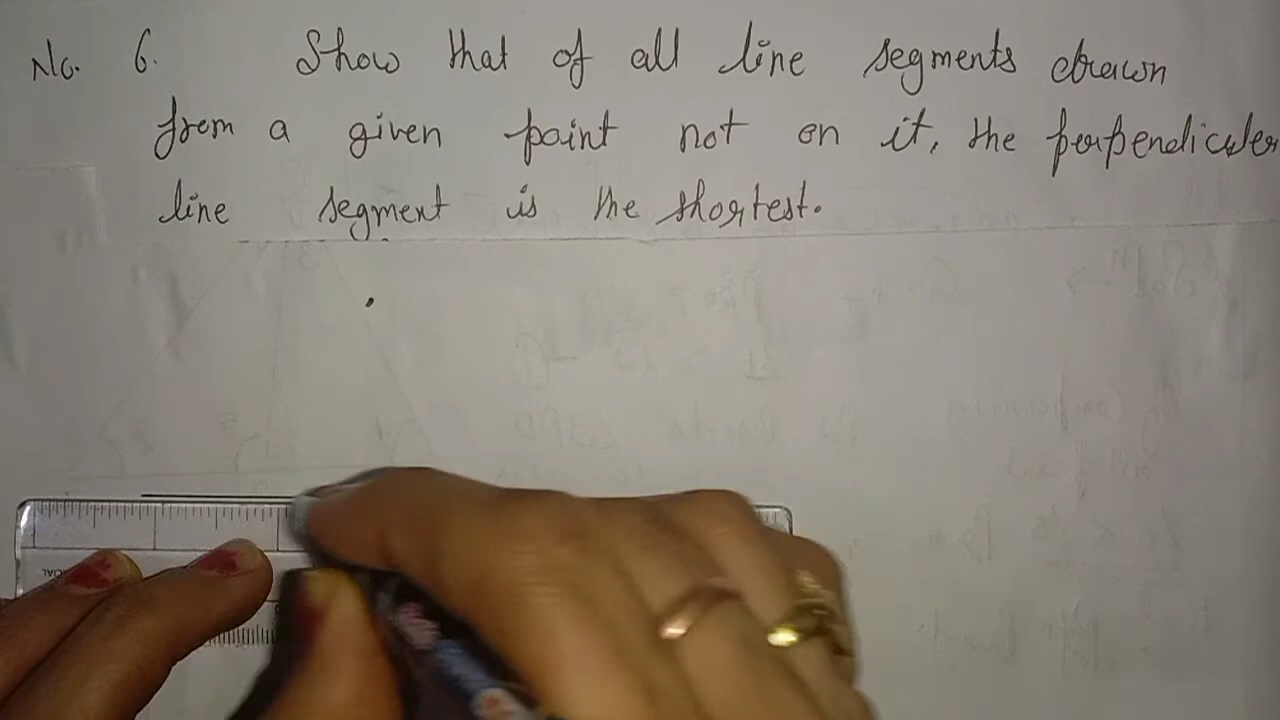 No. 6. Show that of all line segments drawn
from a given point not on it, the perpendicular
line segment is the shortest.